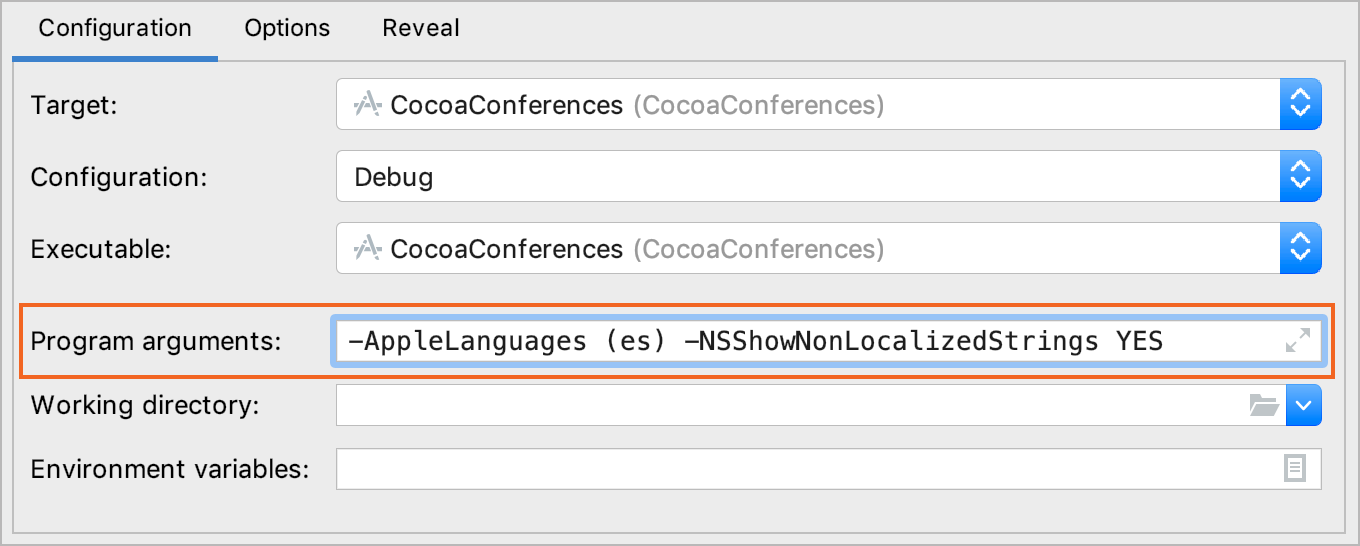 Configuration Options Reveal
Target: CocoaConferences (CocoaConferences)
Configuration: Debug
Executable: CocoaConferences (CocoaConferences)
Program arguments: -AppleLanguages (es) -NSShowNonLocalizedStrings YES
Working directory:
Environment variables: